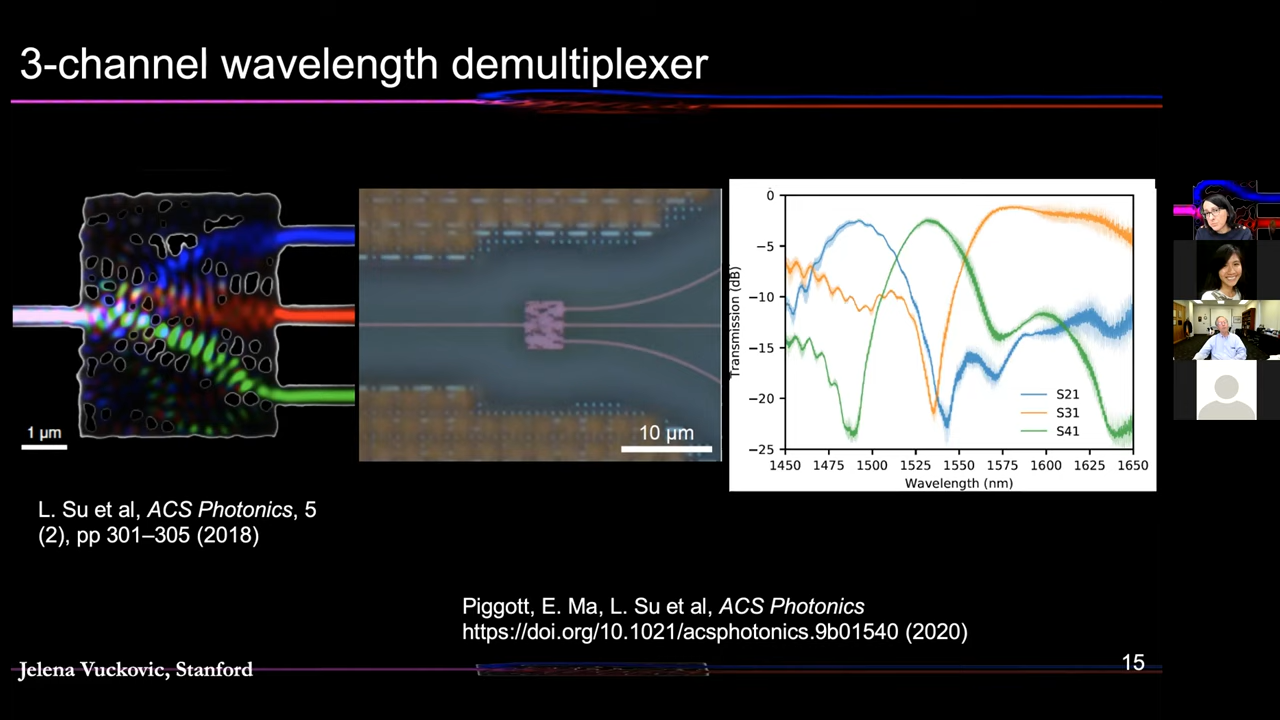 3-channel wavelength demultiplexer
1 µm
10 µm
0
−5
−10
−15
−20
−25
Transmission (dB)
S21
S31
S41
1450 1475 1500 1525 1550 1575 1600 1625 1650
Wavelength (nm)
L. Su et al, ACS Photonics, 5
(2), pp 301–305 (2018)
Piggott, E. Ma, L. Su et al, ACS Photonics
https://doi.org/10.1021/acsphotonics.9b01540 (2020)
Jelena Vuckovic, Stanford
15